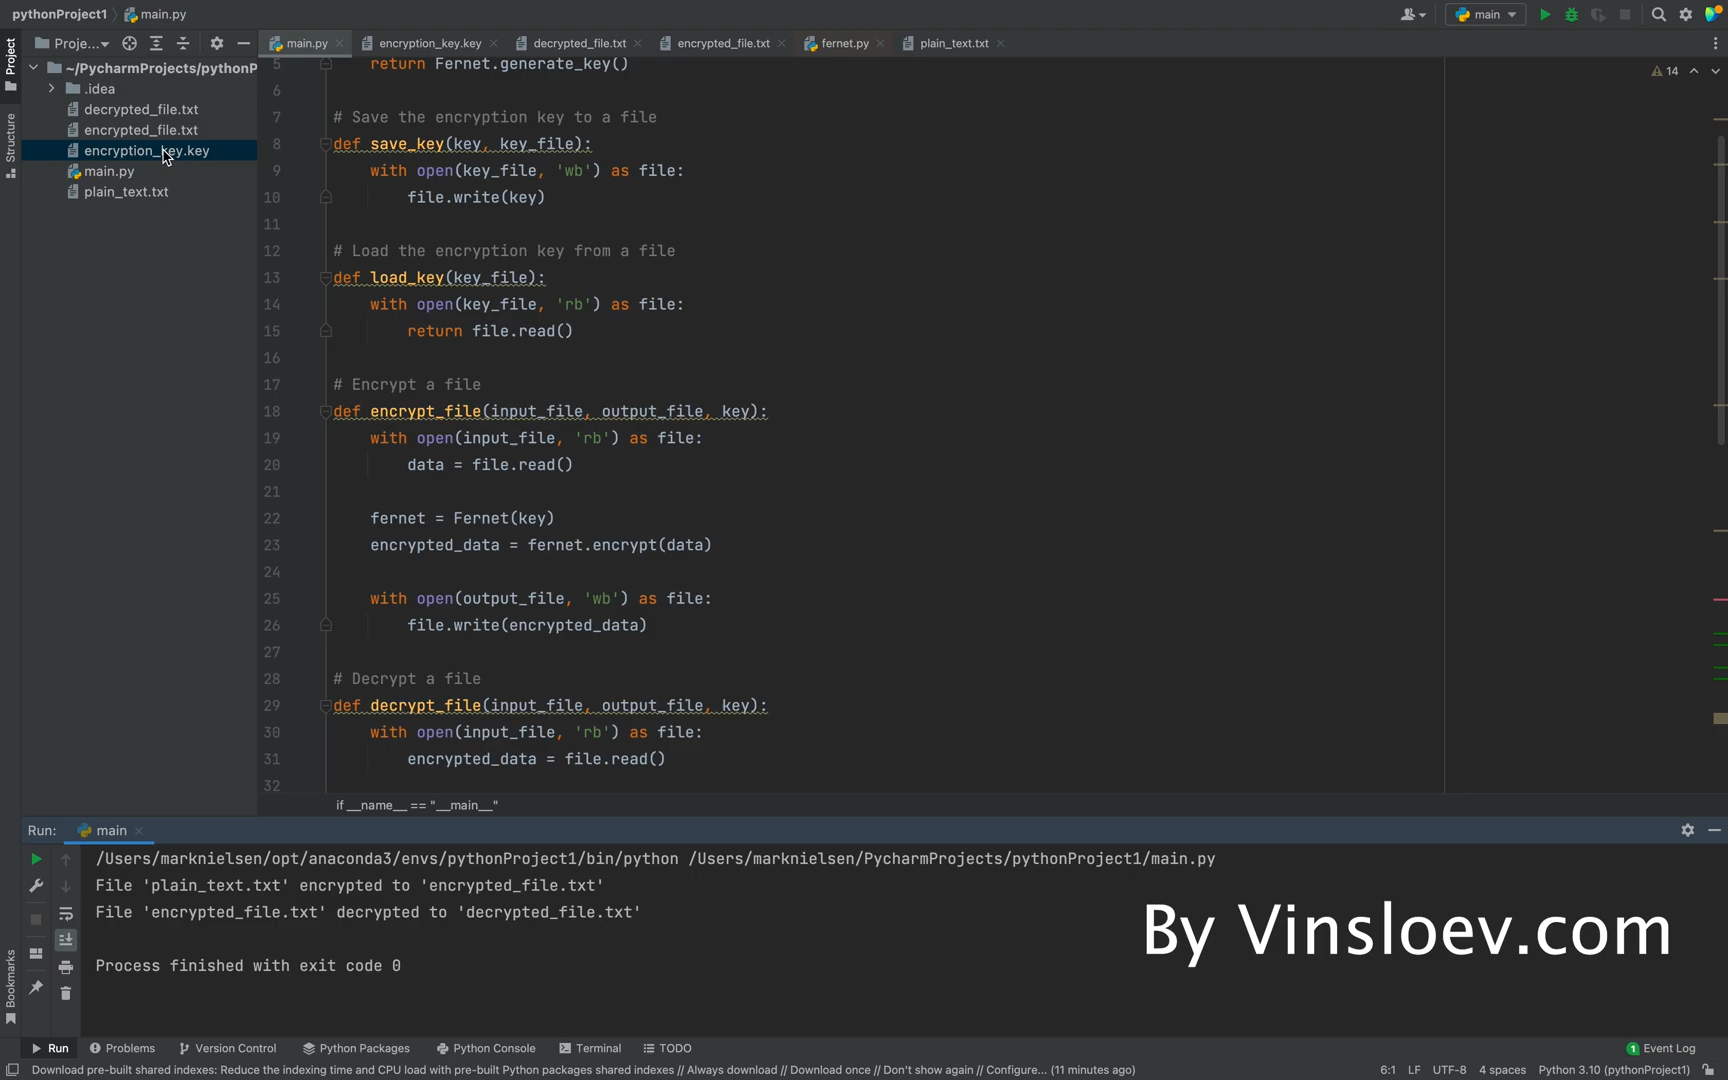 pythonProject1 main.py
main
Project
Proje...
main.py encryption_key.key decrypted_file.txt encrypted_file.txt fernet.py plain_text.txt
~/PycharmProjects/pythonP
.idea
decrypted_file.txt
encrypted_file.txt
encryption_key.key
main.py
plain_text.txt
Structure
14
5 return Fernet.generate_key()
6
7 # Save the encryption key to a file
8 def save_key(key, key_file):
9 with open(key_file, 'wb') as file:
10 file.write(key)
11
12 # Load the encryption key from a file
13 def load_key(key_file):
14 with open(key_file, 'rb') as file:
15 return file.read()
16
17 # Encrypt a file
18 def encrypt_file(input_file, output_file, key):
19 with open(input_file, 'rb') as file:
20 data = file.read()
21
22 fernet = Fernet(key)
23 encrypted_data = fernet.encrypt(data)
24
25 with open(output_file, 'wb') as file:
26 file.write(encrypted_data)
27
28 # Decrypt a file
29 def decrypt_file(input_file, output_file, key):
30 with open(input_file, 'rb') as file:
31 encrypted_data = file.read()
32
if __name__ == "__main__"
Run: main
/Users/marknielsen/opt/anaconda3/envs/pythonProject1/bin/python /Users/marknielsen/PycharmProjects/pythonProject1/main.py
File 'plain_text.txt' encrypted to 'encrypted_file.txt'
File 'encrypted_file.txt' decrypted to 'decrypted_file.txt'
Process finished with exit code 0
By Vinsloev.com
Bookmarks
Run Problems Version Control Python Packages Python Console Terminal TODO
1 Event Log
Download pre-built shared indexes: Reduce the indexing time and CPU load with pre-built Python packages shared indexes // Always download // Download once // Don't show again // Configure... (11 minutes ago)
6:1 LF UTF-8 4 spaces Python 3.10 (pythonProject1)